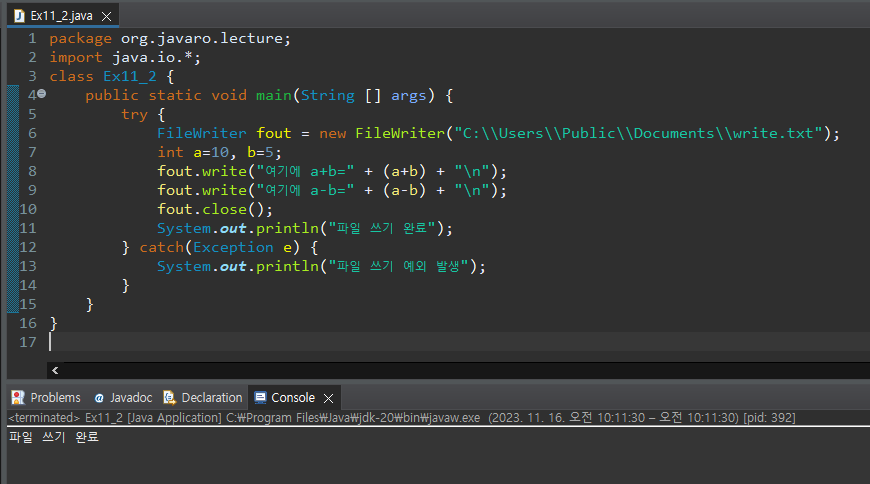 Ex11_2.java
1 package org.javaro.lecture;
2 import java.io.*;
3 class Ex11_2 {
4 public static void main(String [] args) {
5 try {
6 FileWriter fout = new FileWriter("C:\\Users\\Public\\Documents\\write.txt");
7 int a=10, b=5;
8 fout.write("여기에 a+b=" + (a+b) + "\n");
9 fout.write("여기에 a-b=" + (a-b) + "\n");
10 fout.close();
11 System.out.println("파일 쓰기 완료");
12 } catch(Exception e) {
13 System.out.println("파일 쓰기 예외 발생");
14 }
15 }
16 }
17
Problems @ Javadoc Declaration Console
<terminated> Ex11_2 [Java Application] C:₩Program Files₩Java₩jdk-20₩bin₩javaw.exe (2023. 11. 16. 오전 10:11:30 – 오전 10:11:30) [pid: 392]
파일 쓰기 완료